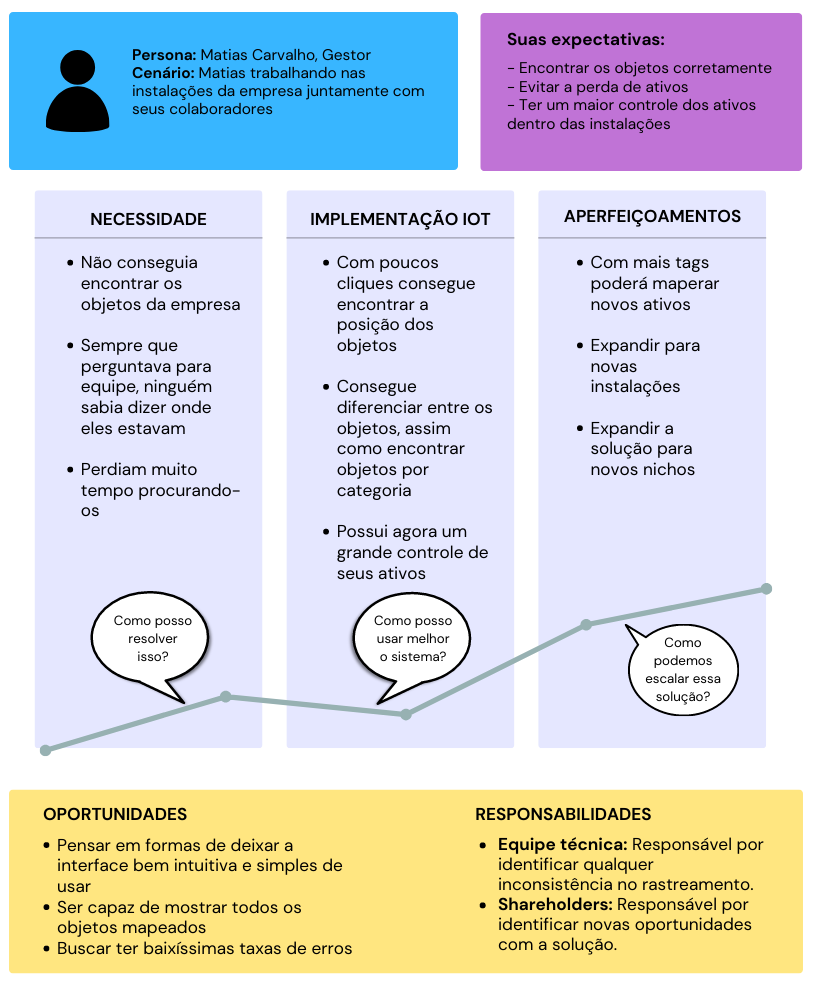 Persona: Matias Carvalho, Gestor
Cenário: Matias trabalhando nas
instalações da empresa juntamente com
seus colaboradores
Suas expectativas:
- Encontrar os objetos corretamente
- Evitar a perda de ativos
- Ter um maior controle dos ativos
dentro das instalações
NECESSIDADE
• Não conseguia
encontrar os
objetos da empresa
• Sempre que
perguntava para
equipe, ninguém
sabia dizer onde
eles estavam
• Perdiam muito
tempo procurando-
os
Como posso
resolver
isso?
IMPLEMENTAÇÃO IOT
• Com poucos
cliques consegue
encontrar a
posição dos
objetos
• Consegue
diferenciar entre os
objetos, assim
como encontrar
objetos por
categoria
• Possui agora um
grande controle de
seus ativos
Como posso
usar melhor
o sistema?
APERFEIÇOAMENTOS
• Com mais tags
poderá maperar
novos ativos
• Expandir para
novas
instalações
• Expandir a
solução para
novos nichos
Como
podemos
escalar essa
solução?
OPORTUNIDADES
• Pensar em formas de deixar a
interface bem intuitiva e simples de
usar
• Ser capaz de mostrar todos os
objetos mapeados
• Buscar ter baixíssimas taxas de erros
RESPONSABILIDADES
• Equipe técnica: Responsável por
identificar qualquer
inconsistência no rastreamento.
• Shareholders: Responsável por
identificar novas oportunidades
com a solução.